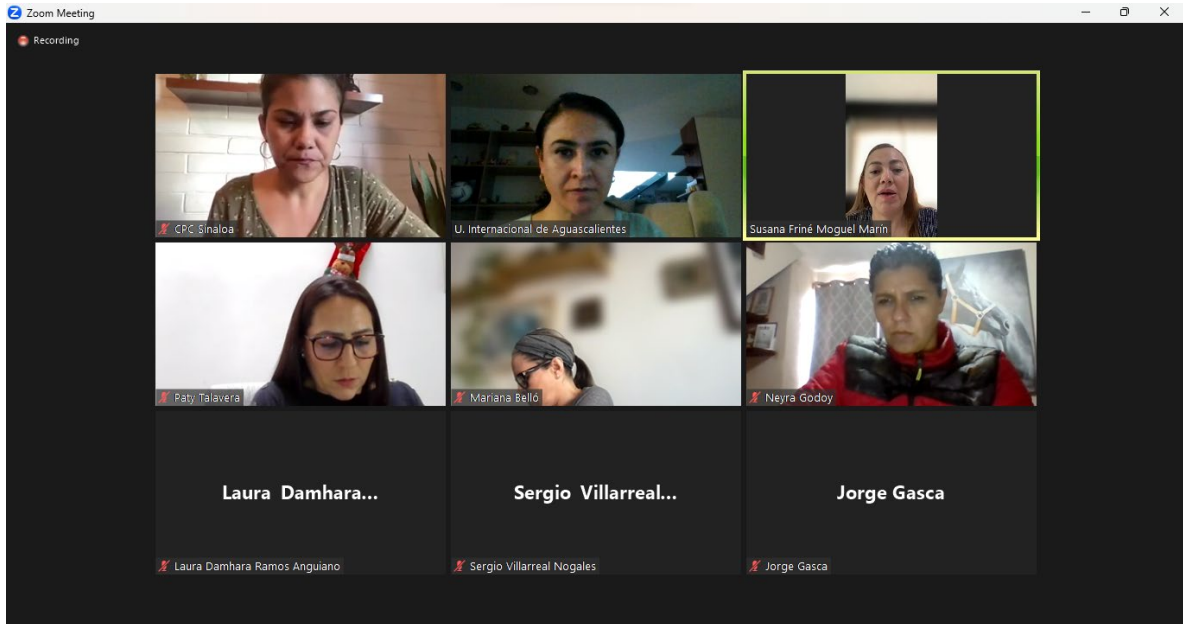 Zoom Meeting
Recording
CPC Sinaloa
U. Internacional de Aguascalientes
Susana Friné Moguel Marín
Paty Talavera
Mariana Belló
Neyra Godoy
Laura Damhara...
Sergio Villarreal...
Jorge Gasca
Laura Damhara Ramos Anguiano
Sergio Villarreal Nogales
Jorge Gasca